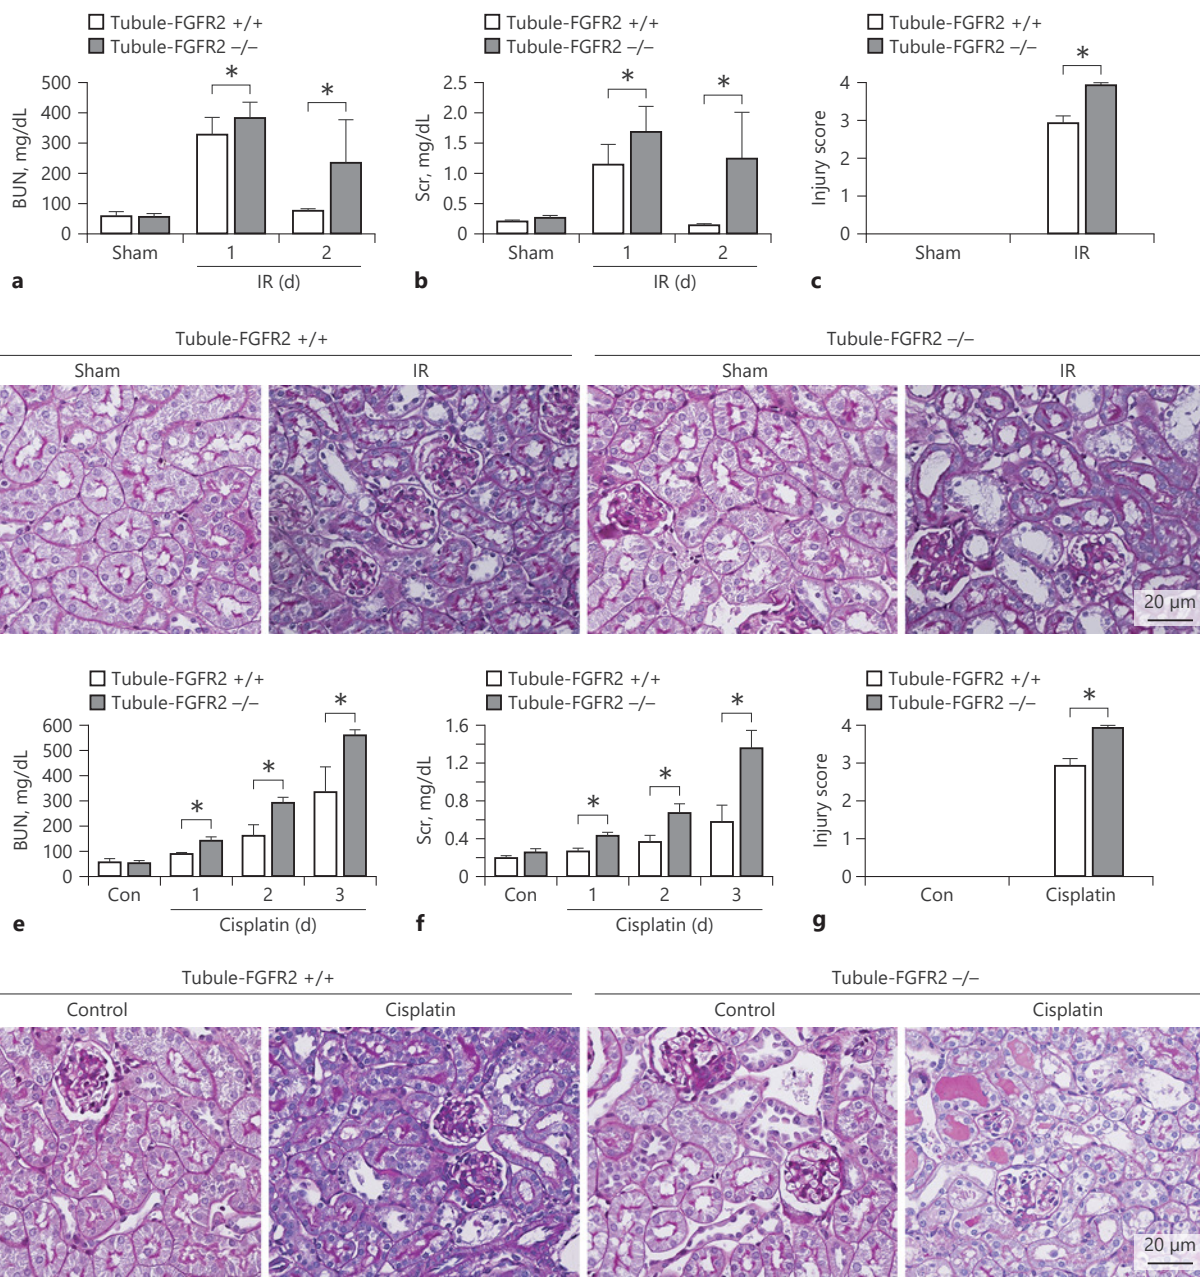 Tubule-FGFR2 +/+
Tubule-FGFR2 –/–
BUN, mg/dL
500
400
300
200
100
0
*
*
Sham
1
2
IR (d)
a
Tubule-FGFR2 +/+
Tubule-FGFR2 –/–
Scr, mg/dL
2.5
2.0
1.5
1.0
0.5
0
*
*
Sham
1
2
IR (d)
b
Tubule-FGFR2 +/+
Tubule-FGFR2 –/–
Injury score
4
3
2
1
0
*
Sham
IR
c
Tubule-FGFR2 +/+
Tubule-FGFR2 –/–
Sham
IR
Sham
IR
20 μm
Tubule-FGFR2 +/+
Tubule-FGFR2 –/–
BUN, mg/dL
600
500
400
300
200
100
0
*
*
*
Con
1
2
3
Cisplatin (d)
e
Tubule-FGFR2 +/+
Tubule-FGFR2 –/–
Scr, mg/dL
1.6
1.2
0.8
0.4
0
*
*
*
Con
1
2
3
Cisplatin (d)
f
Tubule-FGFR2 +/+
Tubule-FGFR2 –/–
Injury score
4
3
2
1
0
*
Con
Cisplatin
g
Tubule-FGFR2 +/+
Tubule-FGFR2 –/–
Control
Cisplatin
Control
Cisplatin
20 μm